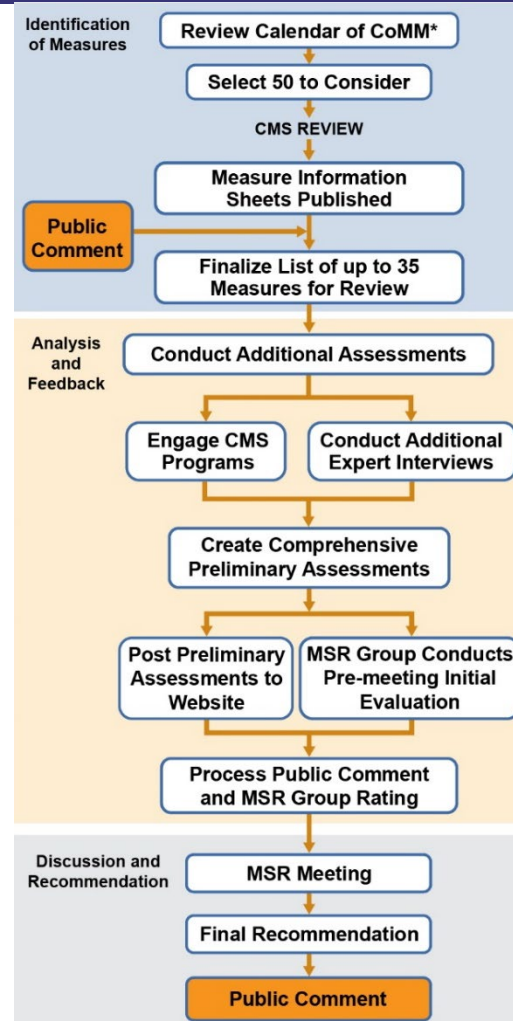 Identification
of Measures
Review Calendar of CoMM*
Select 50 to Consider
CMS REVIEW
Measure Information
Sheets Published
Public
Comment
Finalize List of up to 35
Measures for Review
Analysis
and
Feedback
Conduct Additional Assessments
Engage CMS
Programs
Conduct Additional
Expert Interviews
Create Comprehensive
Preliminary Assessments
Post Preliminary
Assessments to
Website
MSR Group Conducts
Pre-meeting Initial
Evaluation
Process Public Comment
and MSR Group Rating
Discussion and
Recommendation
MSR Meeting
Final Recommendation
Public Comment